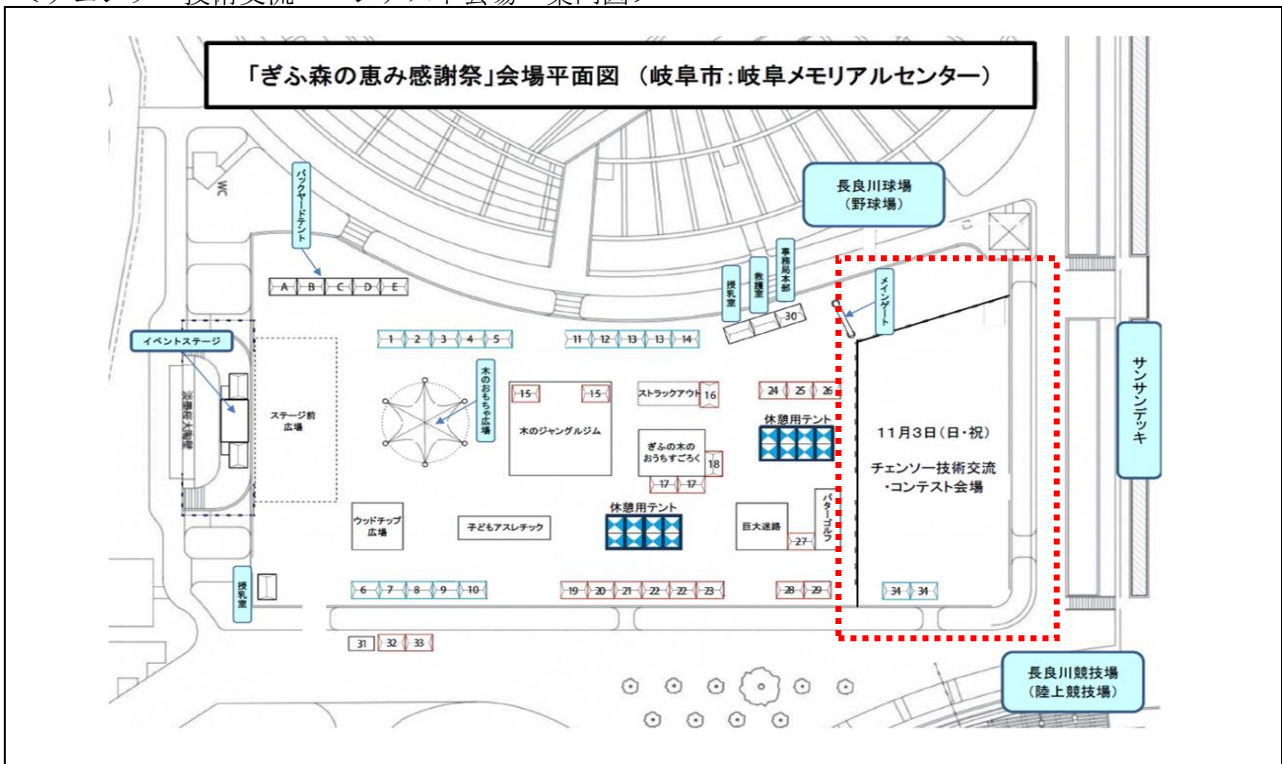 「ぎふ森の恵み感謝祭」会場平面図 (岐阜市:岐阜メモリアルセンター)
長良川球場
(野球場)
WC
バックヤードテント
事務局本部
救護室
授乳室
メインゲート
A B C D E
30
イベントステージ
1 2 3 4 5
11 12 13 13 14
サンサンデッキ
木のおもちゃ広場
15 15
ストラックアウト 16
24 25 26
ステージ前
広場
木のジャングルジム
休憩用テント
11月3日(日・祝)
チェンソー技術交流
・コンテスト会場
ぎふの木の
おうちすごろく
18
17 17
休憩用テント
ウッドチップ
広場
子どもアスレチック
巨大迷路
27
パターゴルフ
授乳室
6 7 8 9 10
19 20 21 22 22 23
28 29
34 34
31 32 33
長良川競技場
(陸上競技場)